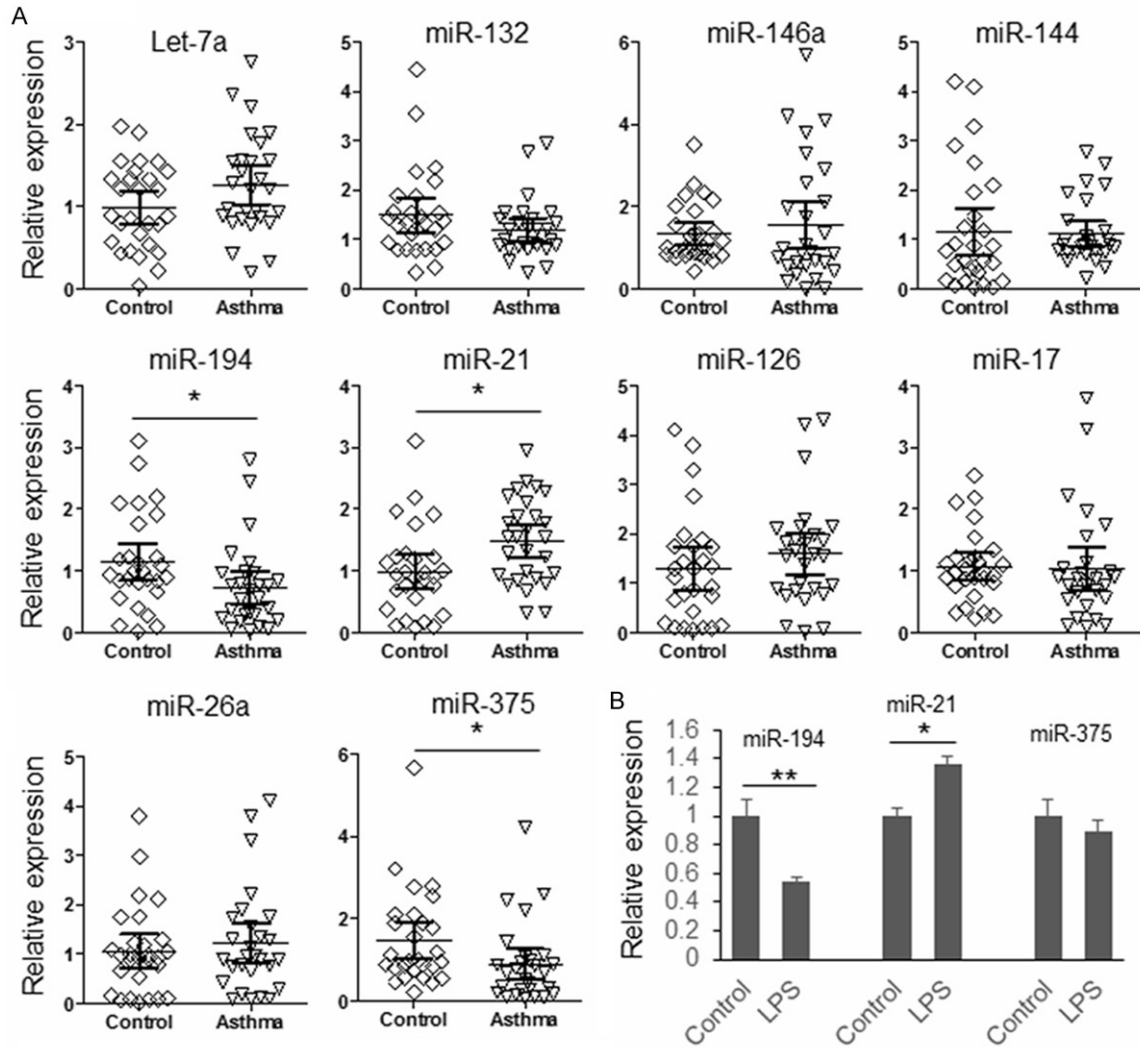 A
Let-7a miR-132 miR-146a miR-144
Relative expression
3 2 1 0
5 4 3 2 1 0
6 4 2 0
5 4 3 2 1 0
Control Asthma Control Asthma Control Asthma Control Asthma
miR-194 miR-21 miR-126 miR-17
* *
Relative expression
4 3 2 1 0
4 3 2 1 0
5 4 3 2 1 0
4 3 2 1 0
Control Asthma Control Asthma Control Asthma Control Asthma
miR-26a miR-375
*
Relative expression
5 4 3 2 1 0
6 4 2 0
Control Asthma Control Asthma
B
miR-194 miR-21 miR-375
** *
Relative expression
1.6 1.4 1.2 1 0.8 0.6 0.4 0.2 0
Control LPS Control LPS Control LPS